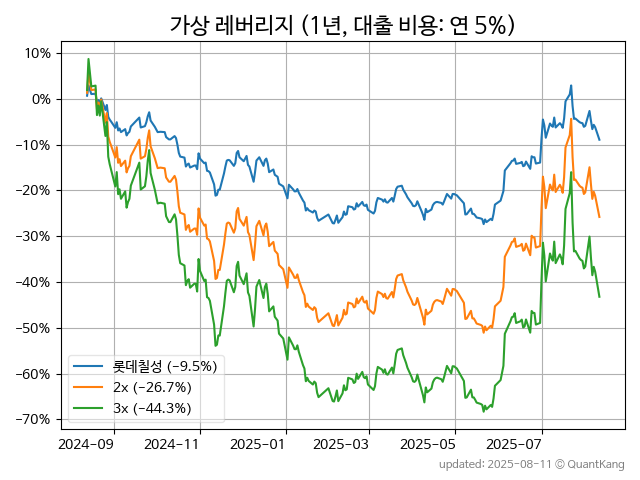 가상 레버리지 (1년, 대출 비용: 연 5%)
10%
0%
−10%
−20%
−30%
−40%
−50%
−60%
−70%
롯데칠성 (−9.5%)
2x (−26.7%)
3x (−44.3%)
2024-09 2024-11 2025-01 2025-03 2025-05 2025-07
updated: 2025-08-11 © QuantKang